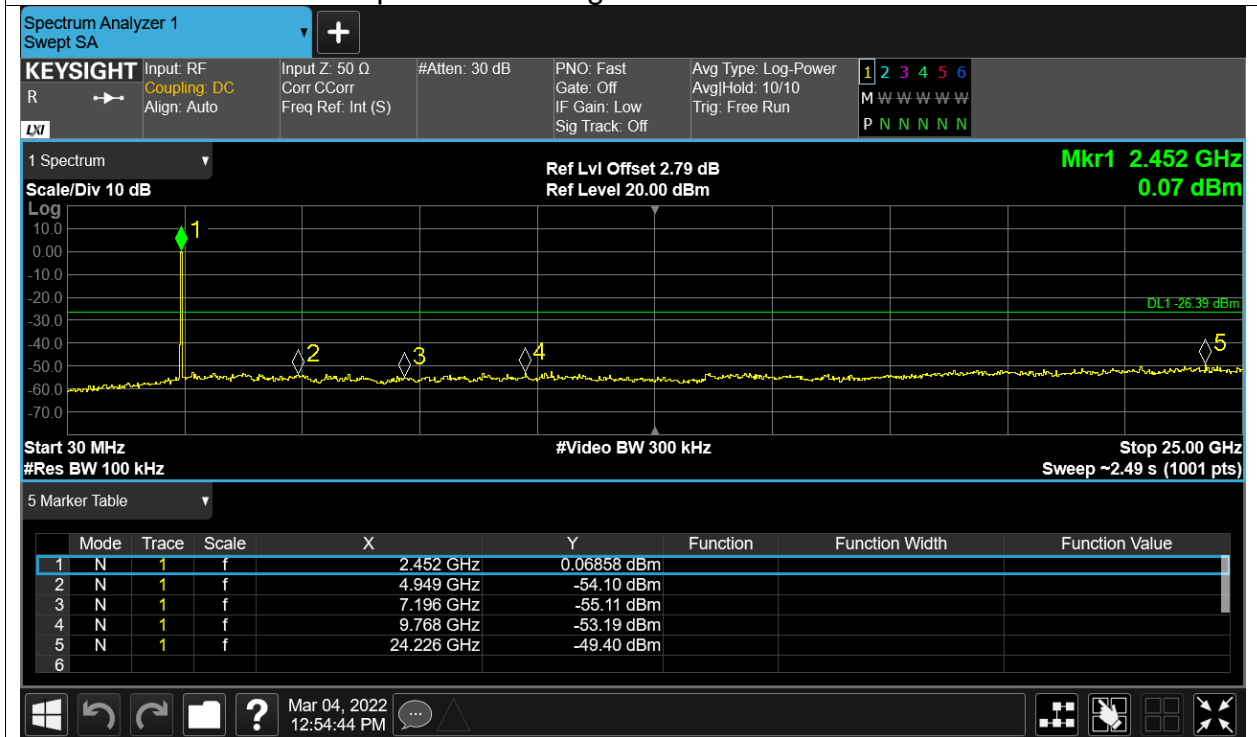 Spectrum Analyzer 1
Swept SA
KEYSIGHT Input: RF Input Z: 50 Ω #Atten: 30 dB PNO: Fast Avg Type: Log-Power 1 2 3 4 5 6
R Coupling: DC Corr CCorr Gate: Off Avg|Hold: 10/10 M W W W W W
Align: Auto Freq Ref: Int (S) IF Gain: Low Trig: Free Run
LXI Sig Track: Off P N N N N N N
1 Spectrum Ref Lvl Offset 2.79 dB Mkr1 2.452 GHz
Scale/Div 10 dB Ref Level 20.00 dBm 0.07 dBm
Log
10.0 1
0.00
-10.0
-20.0 DL1 -26.39 dBm
-30.0
-40.0
-50.0 2 3 4 5
-60.0
-70.0
Start 30 MHz #Video BW 300 kHz Stop 25.00 GHz
#Res BW 100 kHz Sweep ~2.49 s (1001 pts)
5 Marker Table
Mode Trace Scale X Y Function Function Width Function Value
1 N 1 f 2.452 GHz 0.06858 dBm
2 N 1 f 4.949 GHz -54.10 dBm
3 N 1 f 7.196 GHz -55.11 dBm
4 N 1 f 9.768 GHz -53.19 dBm
5 N 1 f 24.226 GHz -49.40 dBm
6
? Mar 04, 2022
12:54:44 PM